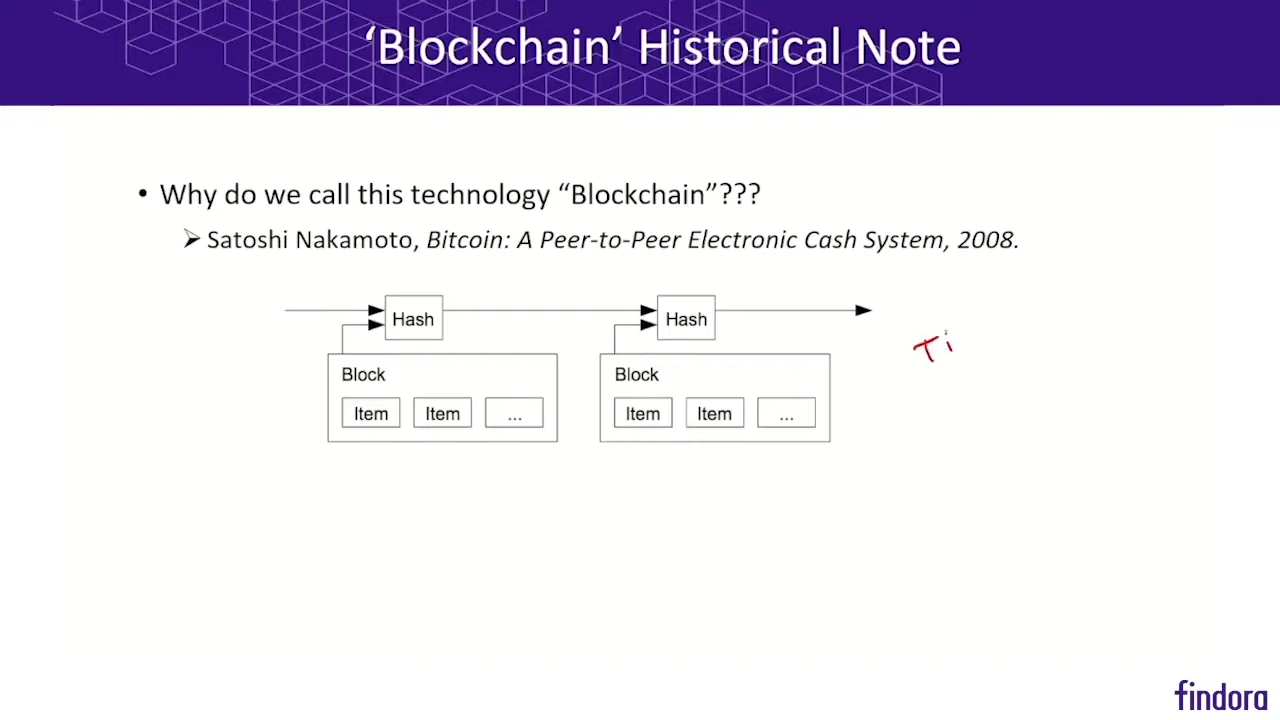 ‘Blockchain’ Historical Note
• Why do we call this technology “Blockchain”???
➢ Satoshi Nakamoto, Bitcoin: A Peer-to-Peer Electronic Cash System, 2008.
Hash Hash
Ti
Block Block
Item Item ... Item Item ...
findora